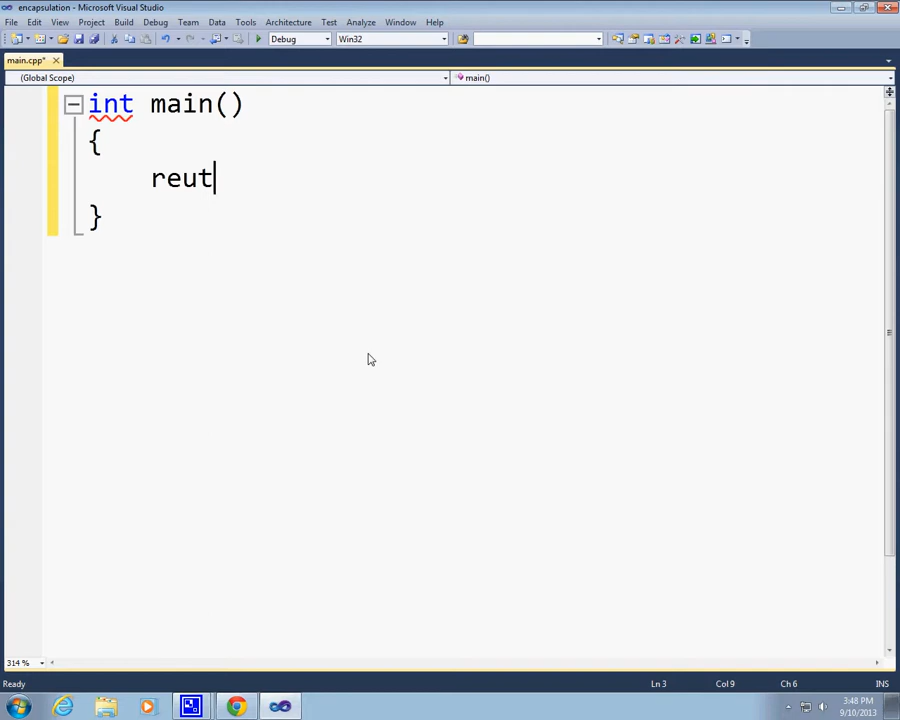 encapsulation - Microsoft Visual Studio
File Edit View Project Build Debug Team Data Tools Architecture Test Analyze Window Help
Debug Win32
main.cpp*
(Global Scope) main()
int main()
{
reut
}
314 %
Ready Ln 3 Col 9 Ch 6 INS
3:48 PM
9/10/2013